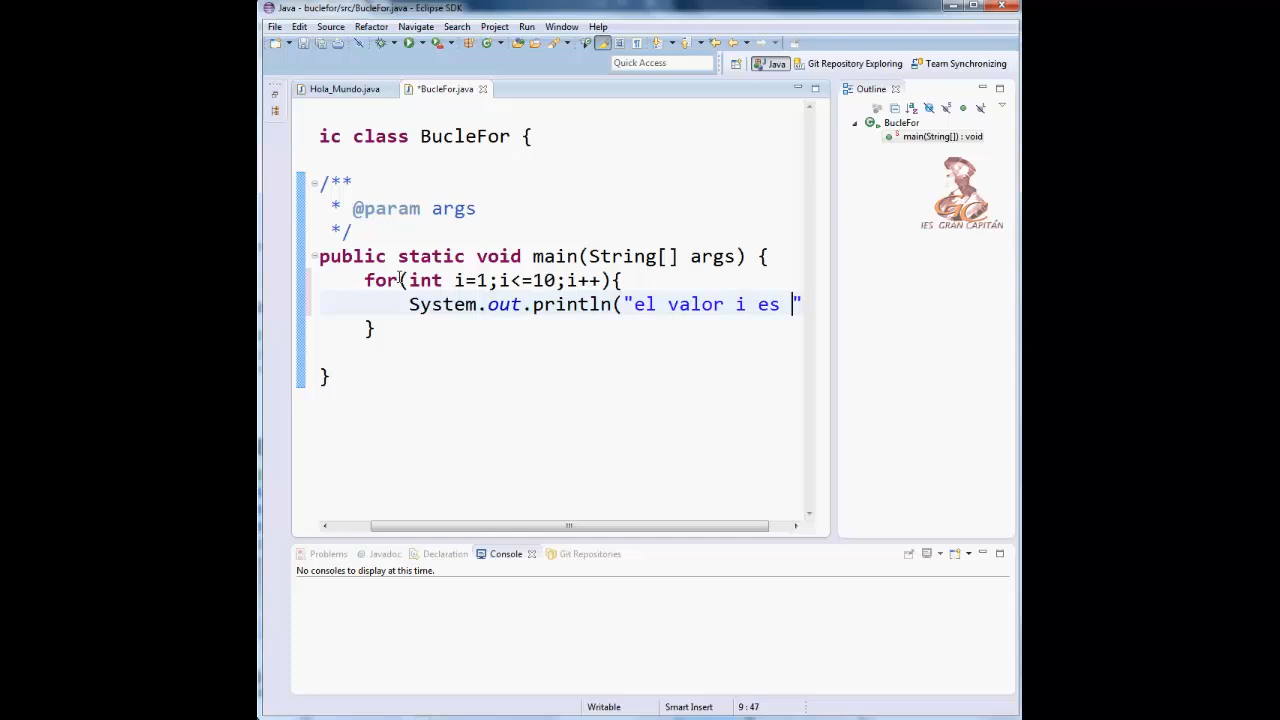 Java - buclefor/src/BucleFor.java - Eclipse SDK
File Edit Source Refactor Navigate Search Project Run Window Help
Quick Access Java Git Repository Exploring Team Synchronizing
Hola_Mundo.java *BucleFor.java Outline
ic class BucleFor {
/**
* @param args
*/
public static void main(String[] args) {
for(int i=1;i<=10;i++){
System.out.println("el valor i es "
}
}
BucleFor
main(String[]) : void
IES GRAN CAPITÁN
Problems Javadoc Declaration Console Git Repositories
No consoles to display at this time.
Writable Smart Insert 9 : 47